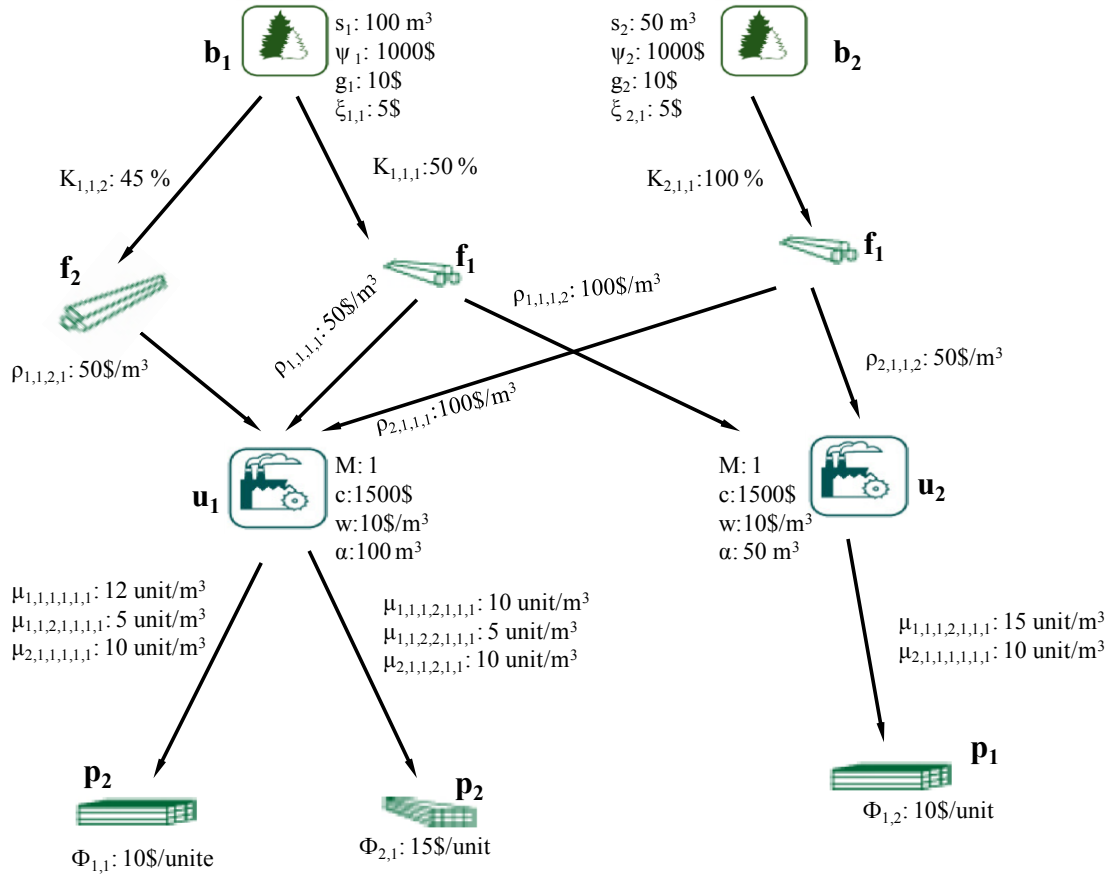 b₁
s₁: 100 m³
ψ ₁: 1000$
g₁: 10$
ξ₁,₁: 5$
s₂: 50 m³
ψ₂: 1000$
g₂: 10$
ξ ₂,₁: 5$
b₂
K₁,₁,₂: 45 %
K₁,₁,₁:50 %
K₂,₁,₁:100 %
f₂
f₁
f₁
ρ₁,₁,₂,₁: 50$/m³
ρ₁,₁,₁,₁: 50$/m³
ρ₁,₁,₁,₂: 100$/m³
ρ₂,₁,₁,₁:100$/m³
ρ₂,₁,₁,₂: 50$/m³
u₁
M: 1
c:1500$
w:10$/m³
α:100 m³
M: 1
c:1500$
w:10$/m³
α: 50 m³
u₂
μ₁,₁,₁,₁,₁,₁: 12 unit/m³
μ₁,₁,₂,₁,₁,₁,₁: 5 unit/m³
μ₂,₁,₁,₁,₁,₁: 10 unit/m³
μ₁,₁,₁,₂,₁,₁,₁: 10 unit/m³
μ₁,₁,₂,₂,₁,₁,₁: 5 unit/m³
μ₂,₁,₁,₂,₁,₁: 10 unit/m³
μ₁,₁,₁,₂,₁,₁,₁: 15 unit/m³
μ₂,₁,₁,₁,₁,₁,₁: 10 unit/m³
p₂
p₂
p₁
Φ₁,₁: 10$/unite
Φ₂,₁: 15$/unit
Φ₁,₂: 10$/unit